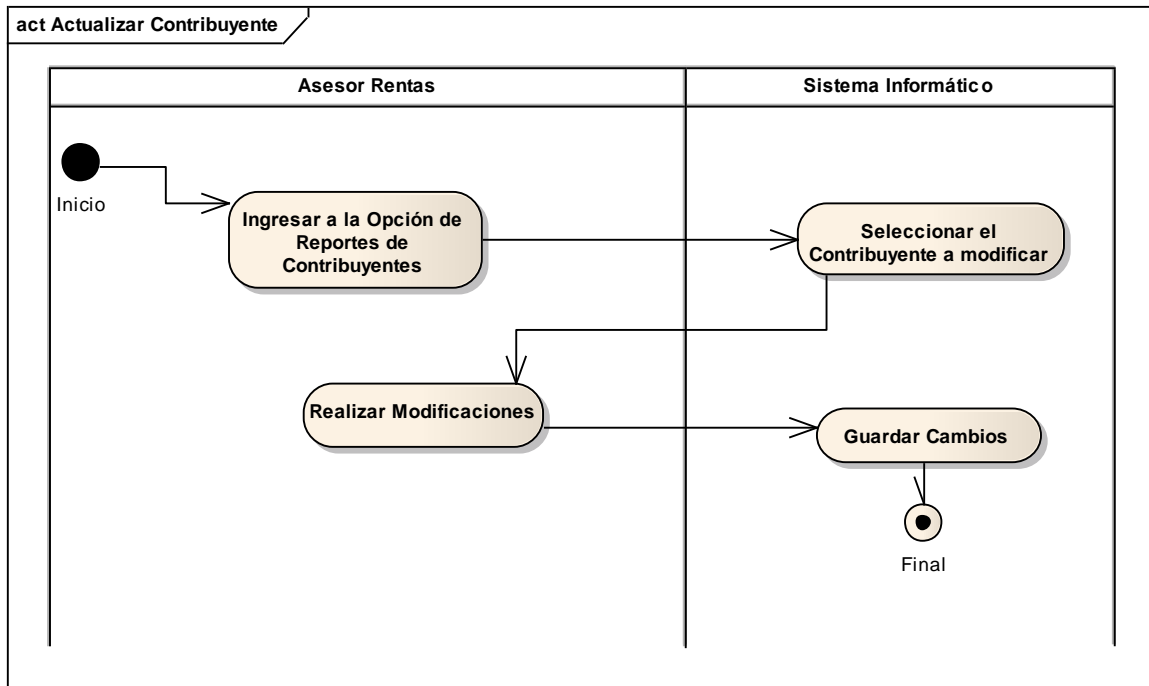 act Actualizar Contribuyente
Asesor Rentas
Sistema Informático
Inicio
Ingresar a la Opción de
Reportes de
Contribuyentes
Seleccionar el
Contribuyente a modificar
Realizar Modificaciones
Guardar Cambios
Final